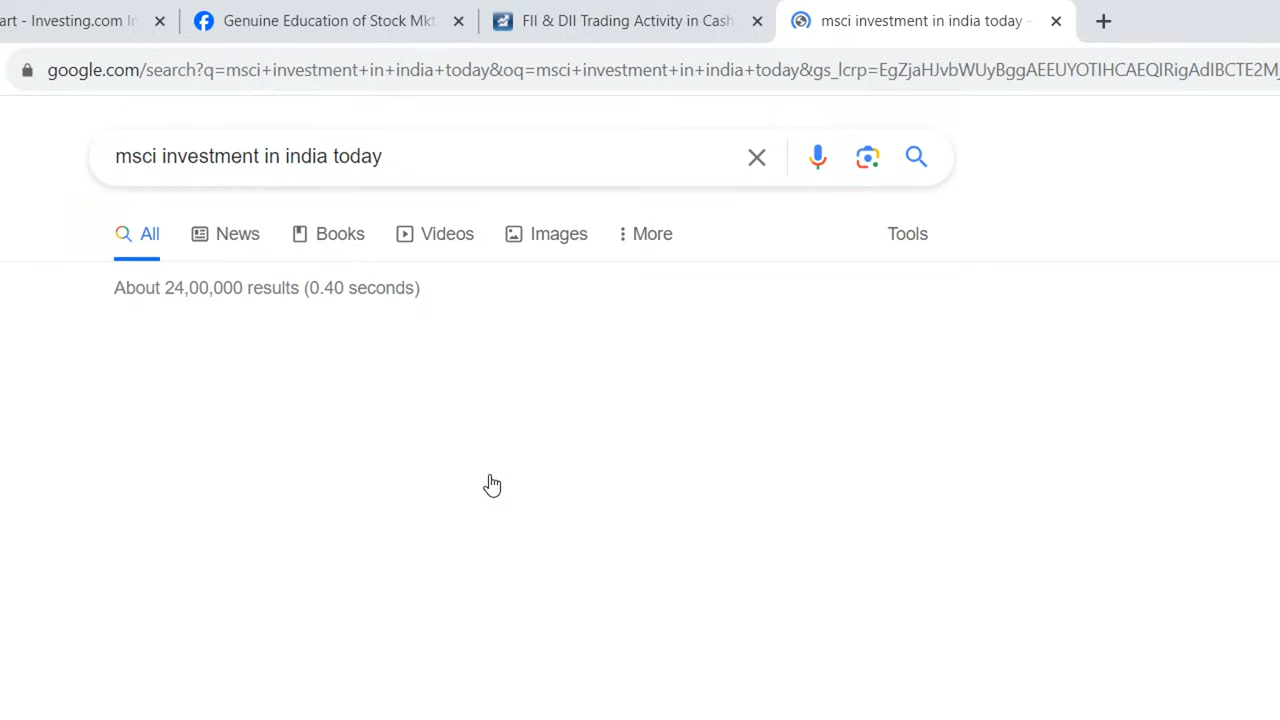 art - Investing.com In
Genuine Education of Stock Mkt
FII & DII Trading Activity in Cash
msci investment in india today -
google.com/search?q=msci+investment+in+india+today&oq=msci+investment+in+india+today&gs_lcrp=EgZjaHJvbWUyBggAEEUYOTIHCAEQIRigAdIBCTE2Mj
msci investment in india today
All
News
Books
Videos
Images
More
Tools
About 24,00,000 results (0.40 seconds)